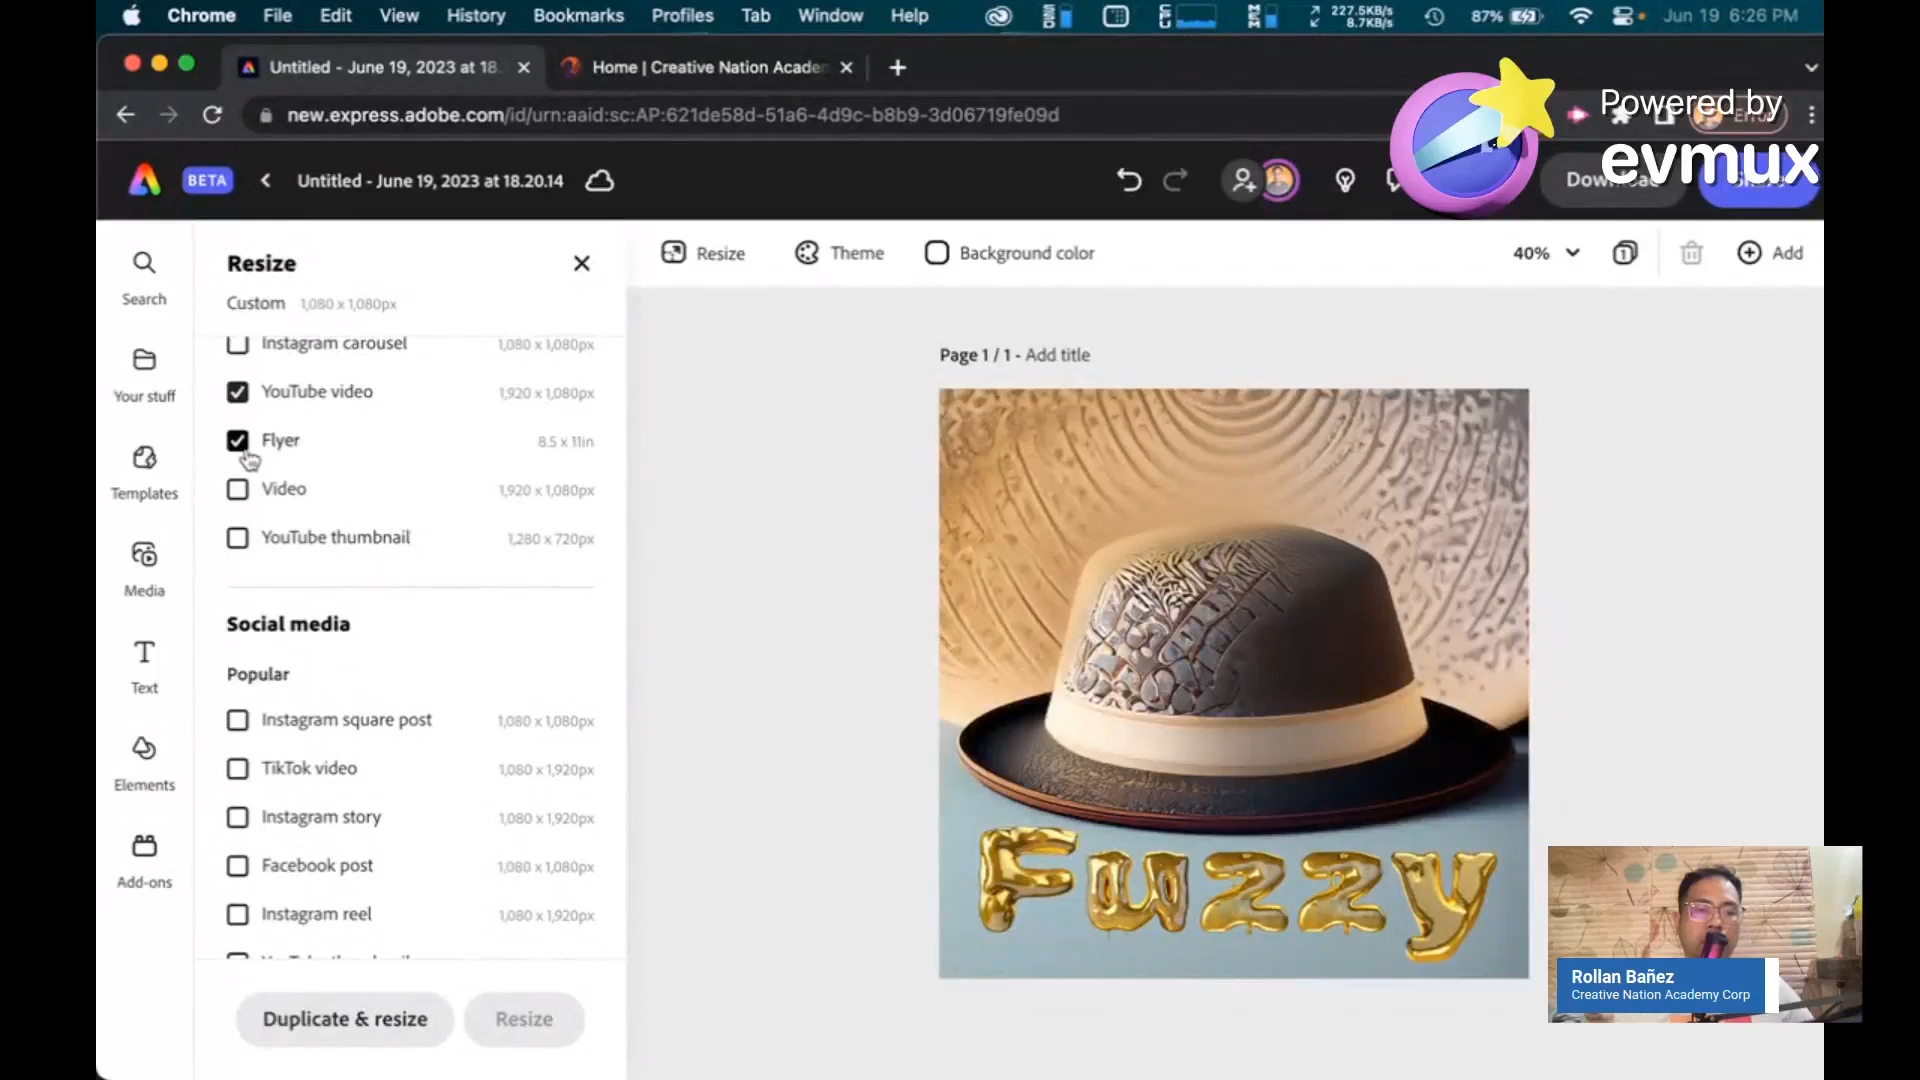 Chrome File Edit View History Bookmarks Profiles Tab Window Help
227.5KB/s
8.7KB/s
87%
Jun 19 6:26 PM
Untitled - June 19, 2023 at 18.
Home | Creative Nation Acade
new.express.adobe.com/id/urn:aaid:sc:AP:621de58d-51a6-4d9c-b8b9-3d06719fe09d
Powered by
evmux
BETA
Untitled - June 19, 2023 at 18.20.14
Search
Your stuff
Templates
Media
Text
Elements
Add-ons
Resize
Custom 1,080 x 1,080px
Instagram carousel 1,080 x 1,080px
YouTube video 1,920 x 1,080px
Flyer 8.5 x 11in
Video 1,920 x 1,080px
YouTube thumbnail 1,280 x 720px
Social media
Popular
Instagram square post 1,080 x 1,080px
TikTok video 1,080 x 1,920px
Instagram story 1,080 x 1,920px
Facebook post 1,080 x 1,080px
Instagram reel 1,080 x 1,920px
Duplicate & resize
Resize
Resize Theme Background color
40%
1
Add
Page 1 / 1 - Add title
Fuzzy
Rollan Bañez
Creative Nation Academy Corp